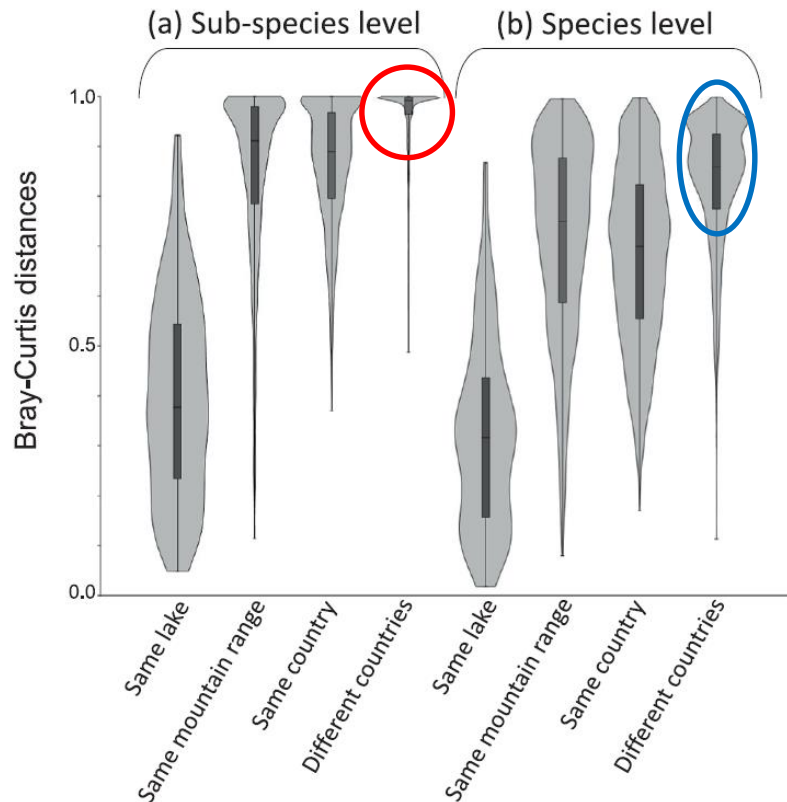 (a) Sub-species level
(b) Species level
Bray-Curtis distances
1.0
0.5
0.0
Same lake
Same mountain range
Same country
Different countries
Same lake
Same mountain range
Same country
Different countries